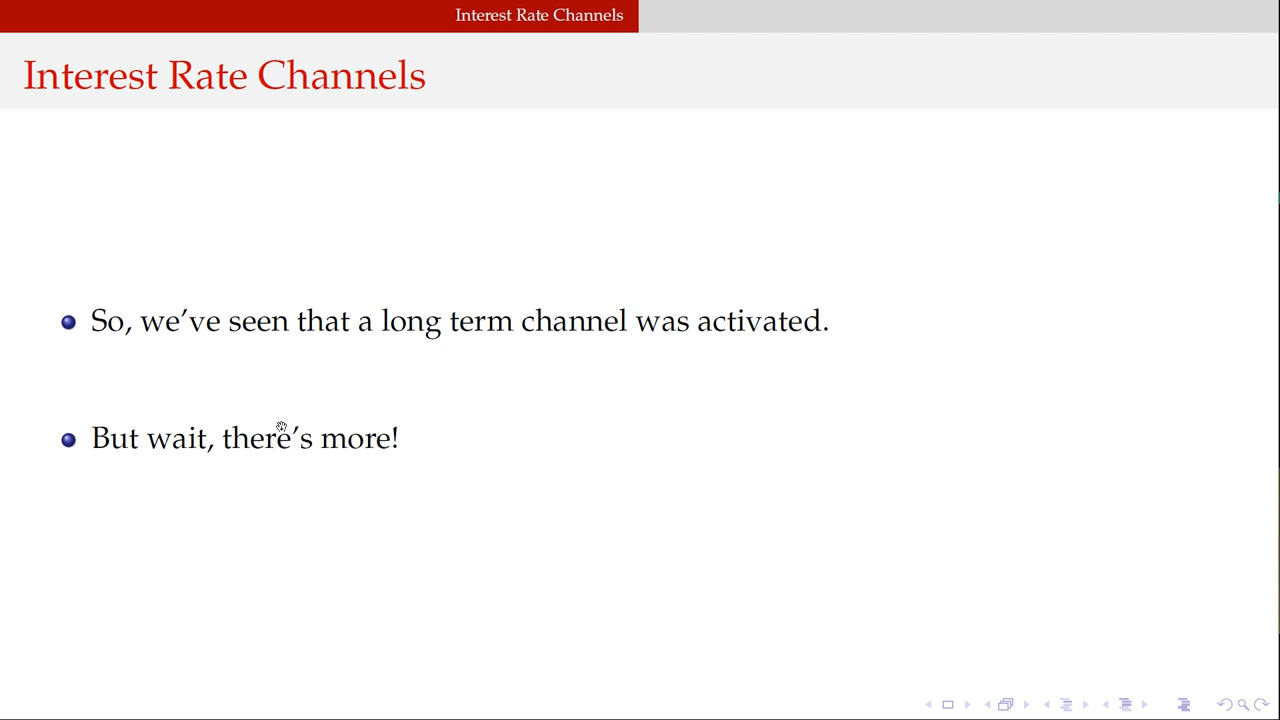 Interest Rate Channels
Interest Rate Channels
So, we've seen that a long term channel was activated.
But wait, there's more!